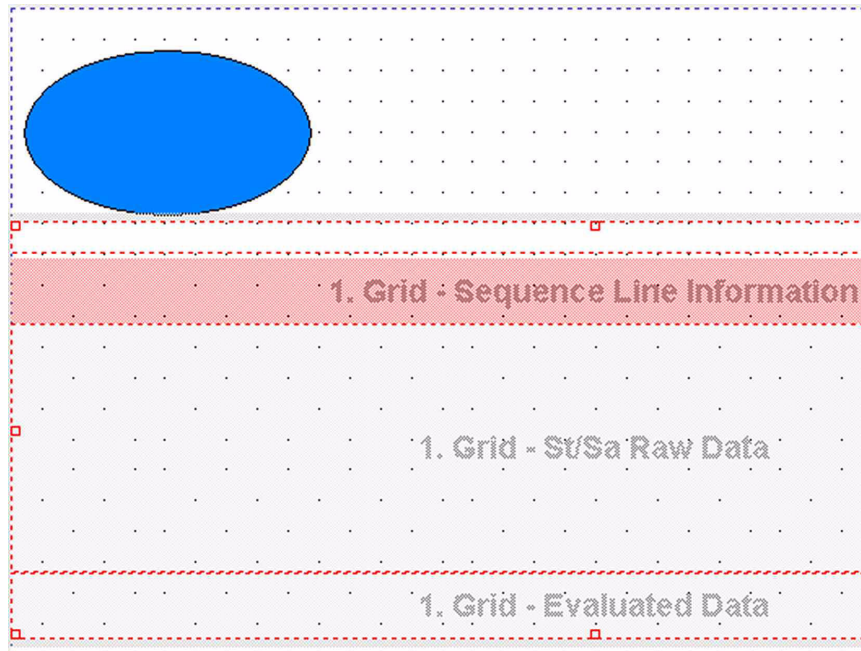 1. Grid - Sequence Line Information
1. Grid - St/Sa Raw Data
1. Grid - Evaluated Data